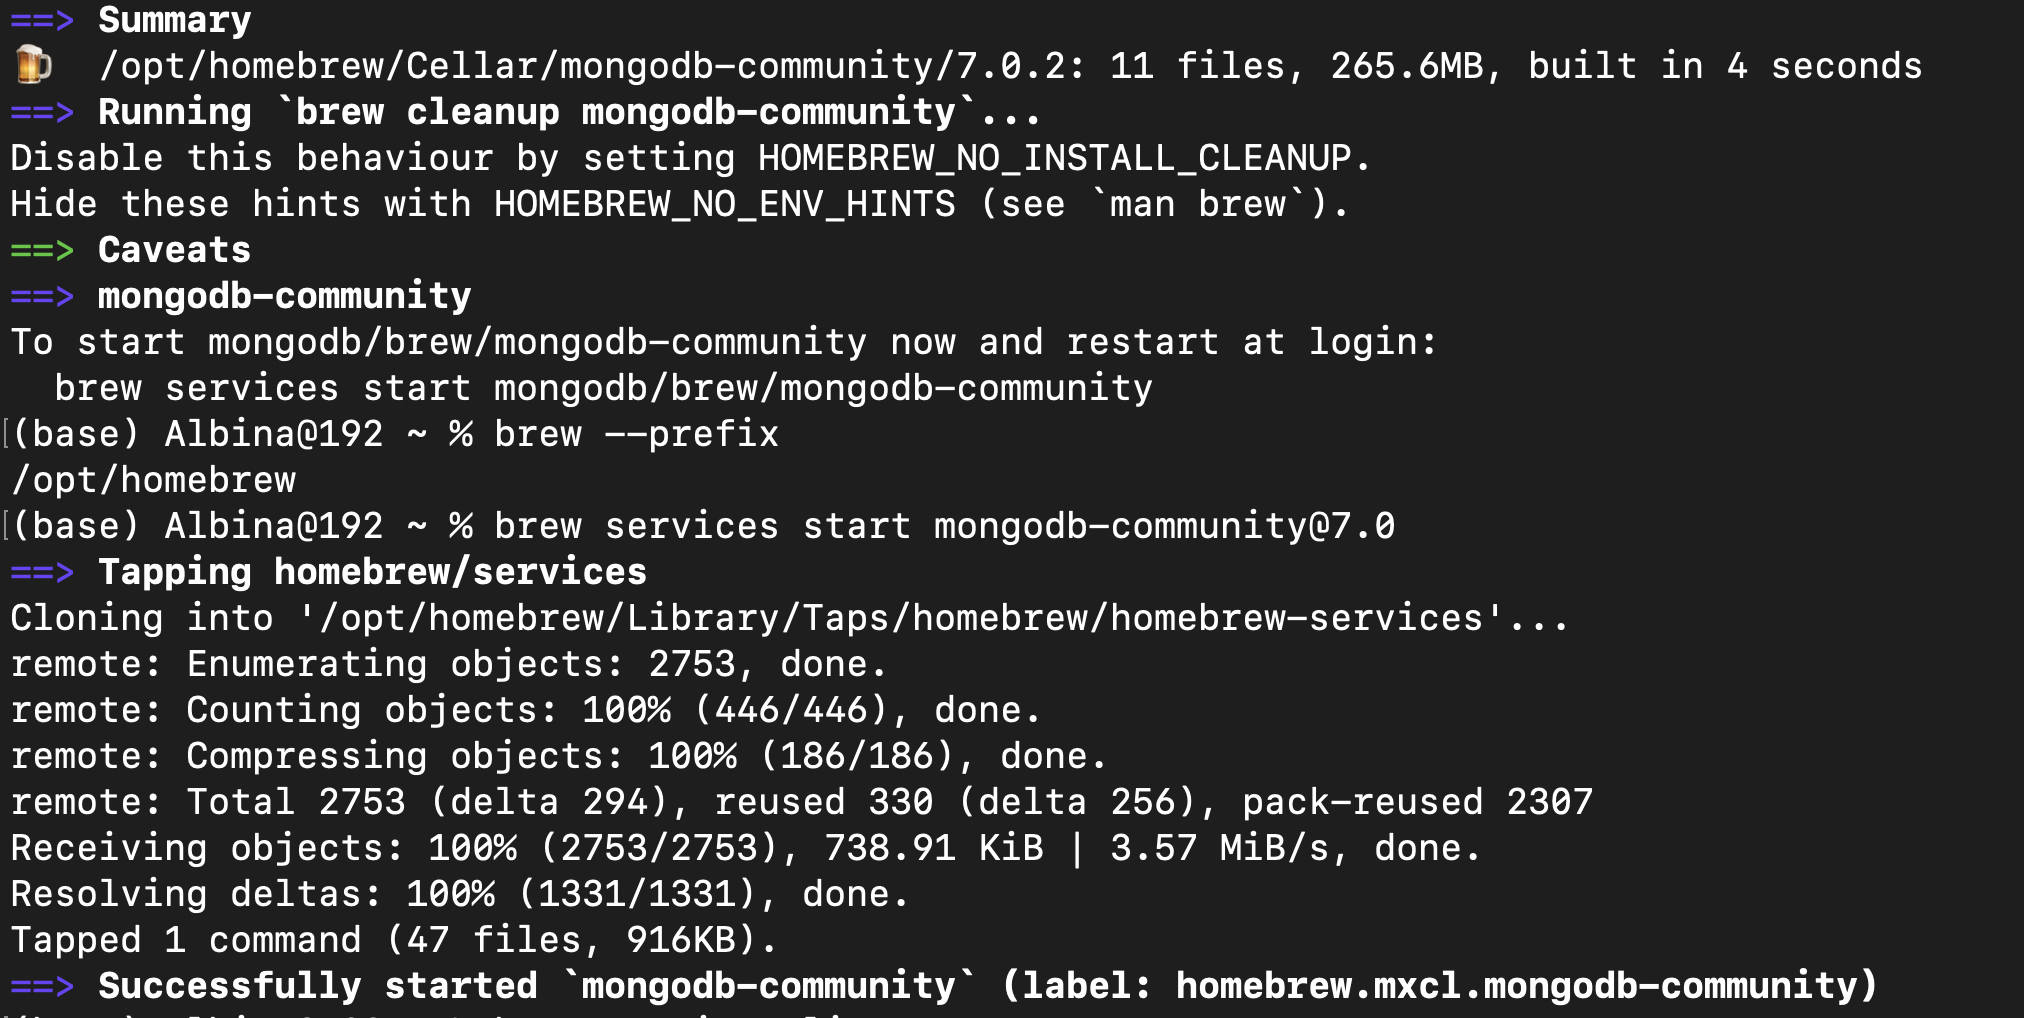 ==> Summary
🍺  /opt/homebrew/Cellar/mongodb-community/7.0.2: 11 files, 265.6MB, built in 4 seconds
==> Running `brew cleanup mongodb-community`...
Disable this behaviour by setting HOMEBREW_NO_INSTALL_CLEANUP.
Hide these hints with HOMEBREW_NO_ENV_HINTS (see `man brew`).
==> Caveats
==> mongodb-community
To start mongodb/brew/mongodb-community now and restart at login:
  brew services start mongodb/brew/mongodb-community
[(base) Albina@192 ~ % brew --prefix
/opt/homebrew
[(base) Albina@192 ~ % brew services start mongodb-community@7.0
==> Tapping homebrew/services
Cloning into '/opt/homebrew/Library/Taps/homebrew/homebrew-services'...
remote: Enumerating objects: 2753, done.
remote: Counting objects: 100% (446/446), done.
remote: Compressing objects: 100% (186/186), done.
remote: Total 2753 (delta 294), reused 330 (delta 256), pack-reused 2307
Receiving objects: 100% (2753/2753), 738.91 KiB | 3.57 MiB/s, done.
Resolving deltas: 100% (1331/1331), done.
Tapped 1 command (47 files, 916KB).
==> Successfully started `mongodb-community` (label: homebrew.mxcl.mongodb-community)